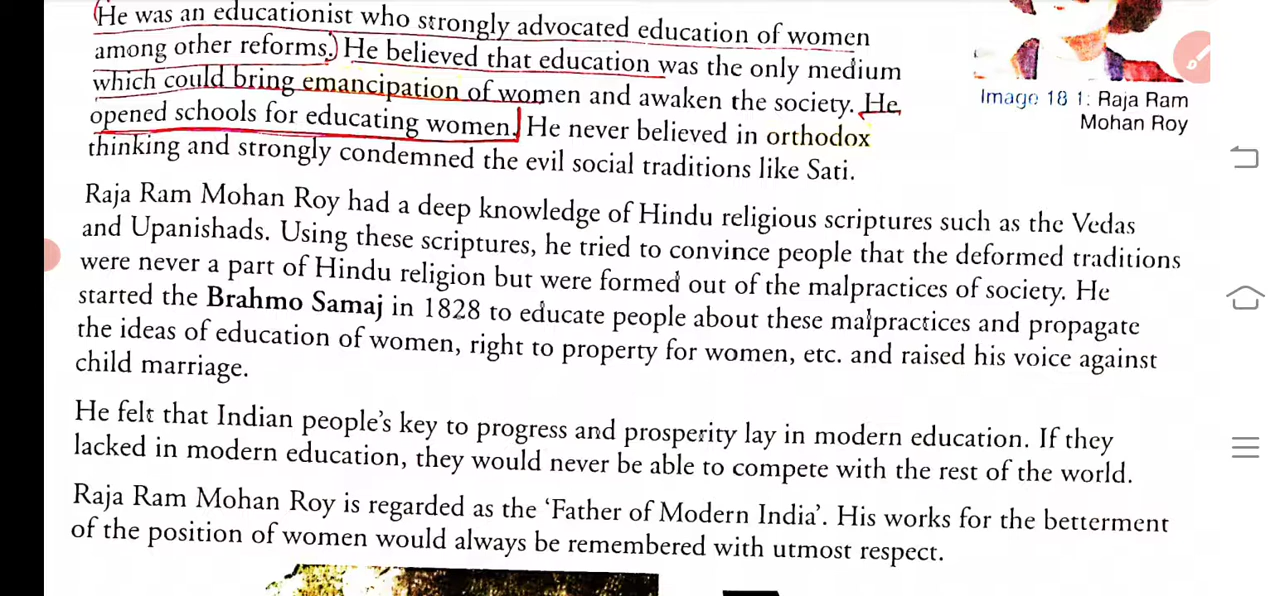 He was an educationist who strongly advocated education of women
among other reforms. He believed that education was the only medium
which could bring emancipation of women and awaken the society. He
opened schools for educating women. He never believed in orthodox
thinking and strongly condemned the evil social traditions like Sati.
Image 18 1: Raja Ram
Mohan Roy
Raja Ram Mohan Roy had a deep knowledge of Hindu religious scriptures such as the Vedas
and Upanishads. Using these scriptures, he tried to convince people that the deformed traditions
were never a part of Hindu religion but were formed out of the malpractices of society. He
started the Brahmo Samaj in 1828 to educate people about these malpractices and propagate
the ideas of education of women, right to property for women, etc. and raised his voice against
child marriage.
He felt that Indian people's key to progress and prosperity lay in modern education. If they
lacked in modern education, they would never be able to compete with the rest of the world.
Raja Ram Mohan Roy is regarded as the 'Father of Modern India'. His works for the betterment
of the position of women would always be remembered with utmost respect.